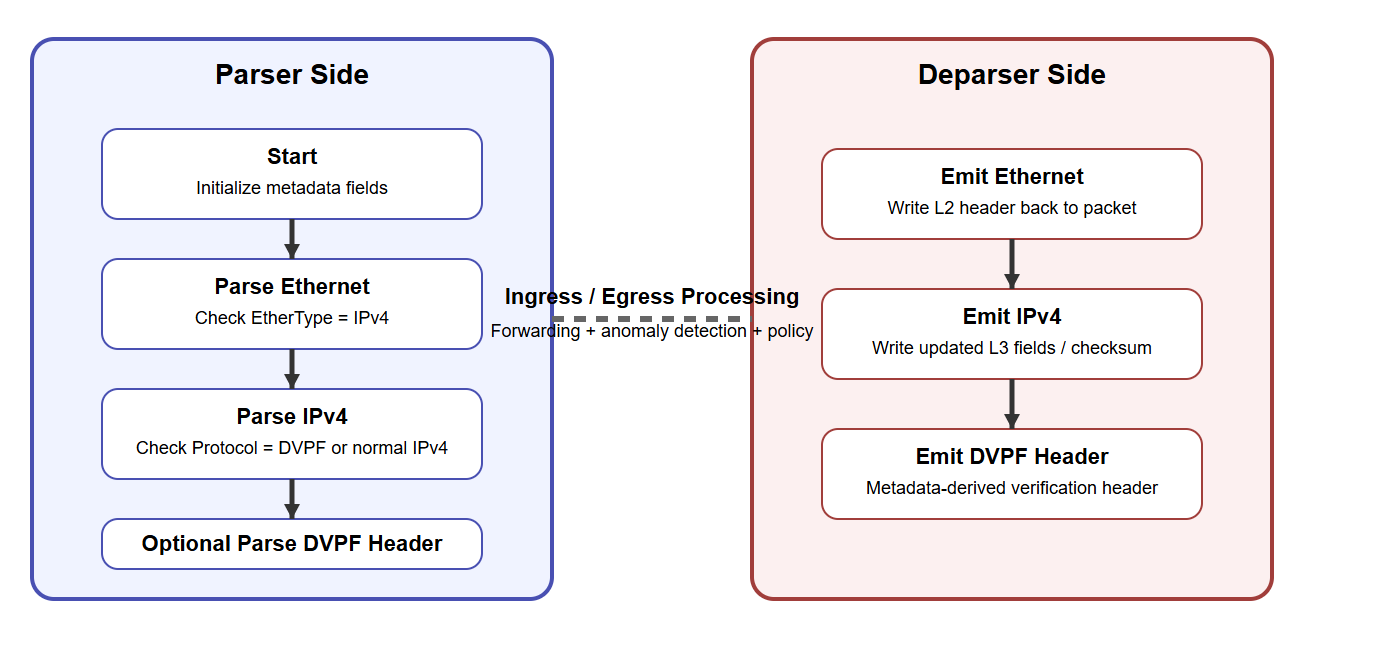 Parser Side
Start
Initialize metadata fields
Parse Ethernet
Check EtherType = IPv4
Parse IPv4
Check Protocol = DVPF or normal IPv4
Optional Parse DVPF Header
Ingress / Egress Processing
Forwarding + anomaly detection + policy
Deparser Side
Emit Ethernet
Write L2 header back to packet
Emit IPv4
Write updated L3 fields / checksum
Emit DVPF Header
Metadata-derived verification header